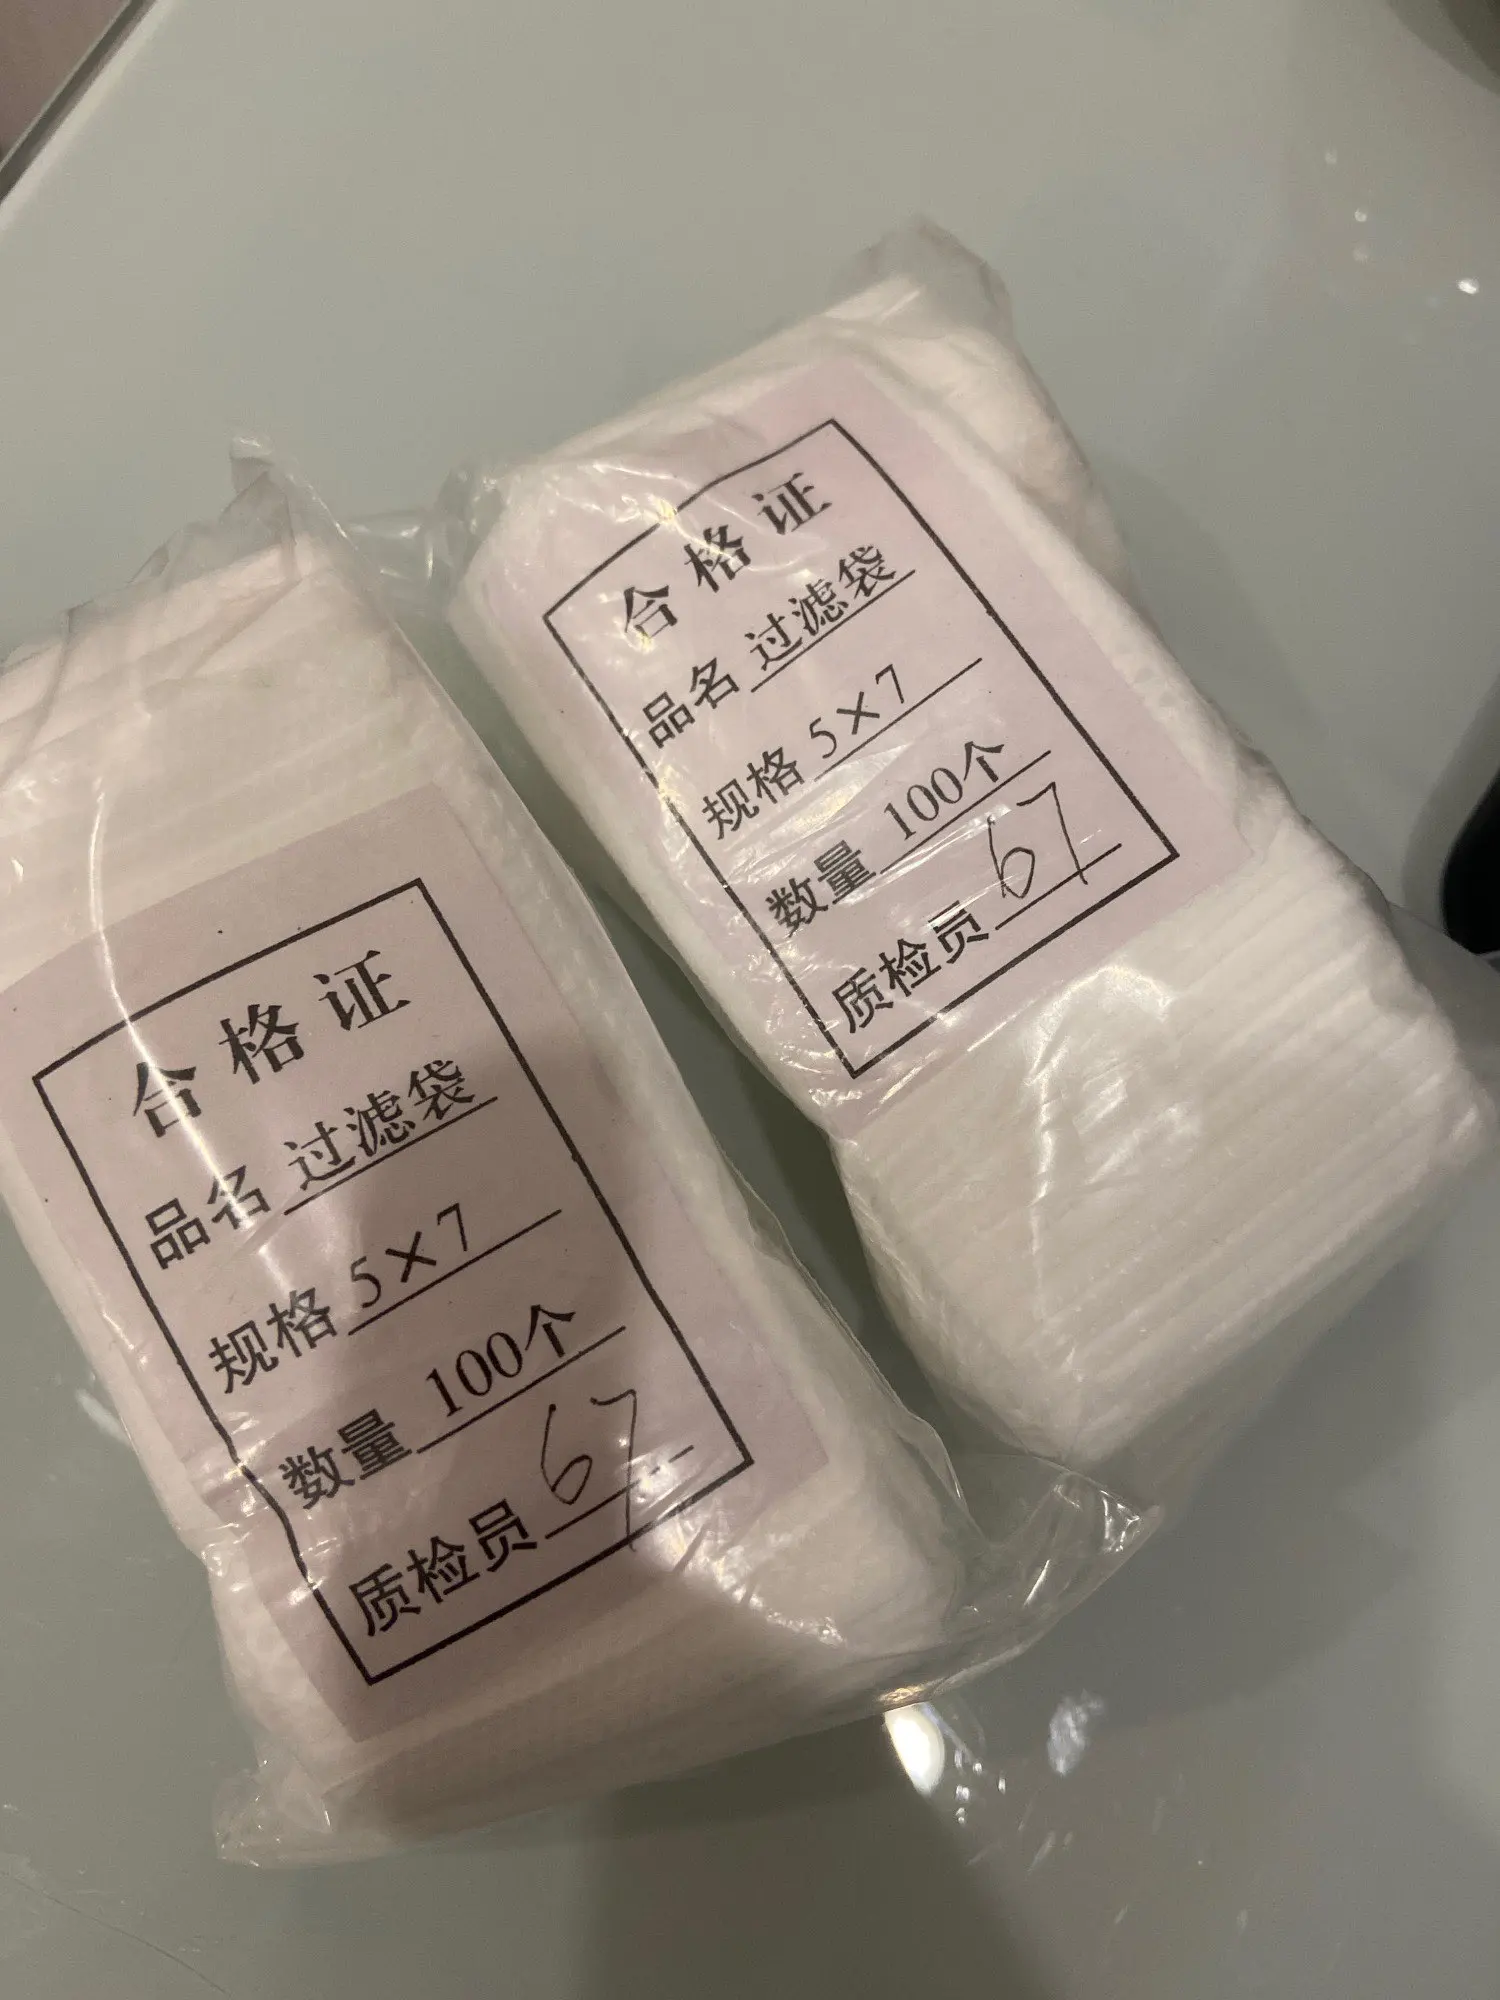 合格证
品名 过滤袋
规格 5×7
数量 100个
质检员 67
合格证
品名 过滤袋
规格 5×7
数量 100个
质检员 67